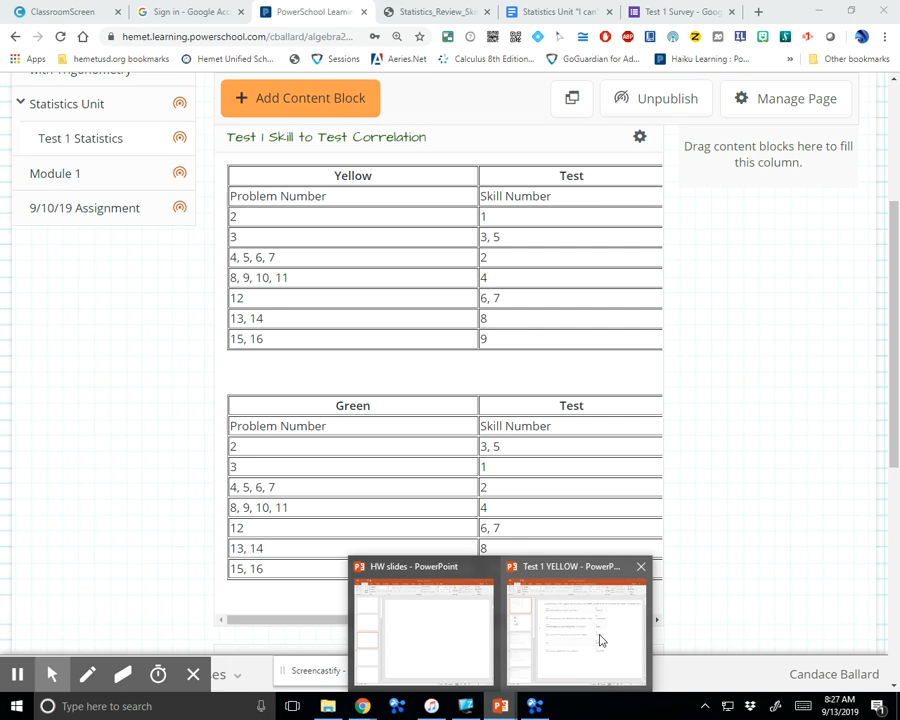 ClassroomScreen
Sign in - Google Acc
PowerSchool Learnin
Statistics_Review_Ski
Statistics Unit "I can"
Test 1 Survey - Goog
hemet.learning.powerschool.com/cballard/algebra2...
Apps
hemetusd.org bookmarks
Hemet Unified Sch...
Sessions
Aeries.Net
Calculus 8th Edition...
GoGuardian for Ad...
Haiku Learning : Po...
Other bookmarks
with Trigonometry
Statistics Unit
Test 1 Statistics
Module 1
9/10/19 Assignment
+ Add Content Block
Unpublish
Manage Page
Test 1 Skill to Test Correlation
Drag content blocks here to fill
this column.
Yellow Test
Problem Number Skill Number
2 1
3 3, 5
4, 5, 6, 7 2
8, 9, 10, 11 4
12 6, 7
13, 14 8
15, 16 9
Green Test
Problem Number Skill Number
2 3, 5
3 1
4, 5, 6, 7 2
8, 9, 10, 11 4
12 6, 7
13, 14 8
15, 16
HW slides - PowerPoint
Test 1 YELLOW - PowerP...
es
Screencastify -
Candace Ballard
Type here to search
8:27 AM
9/13/2019